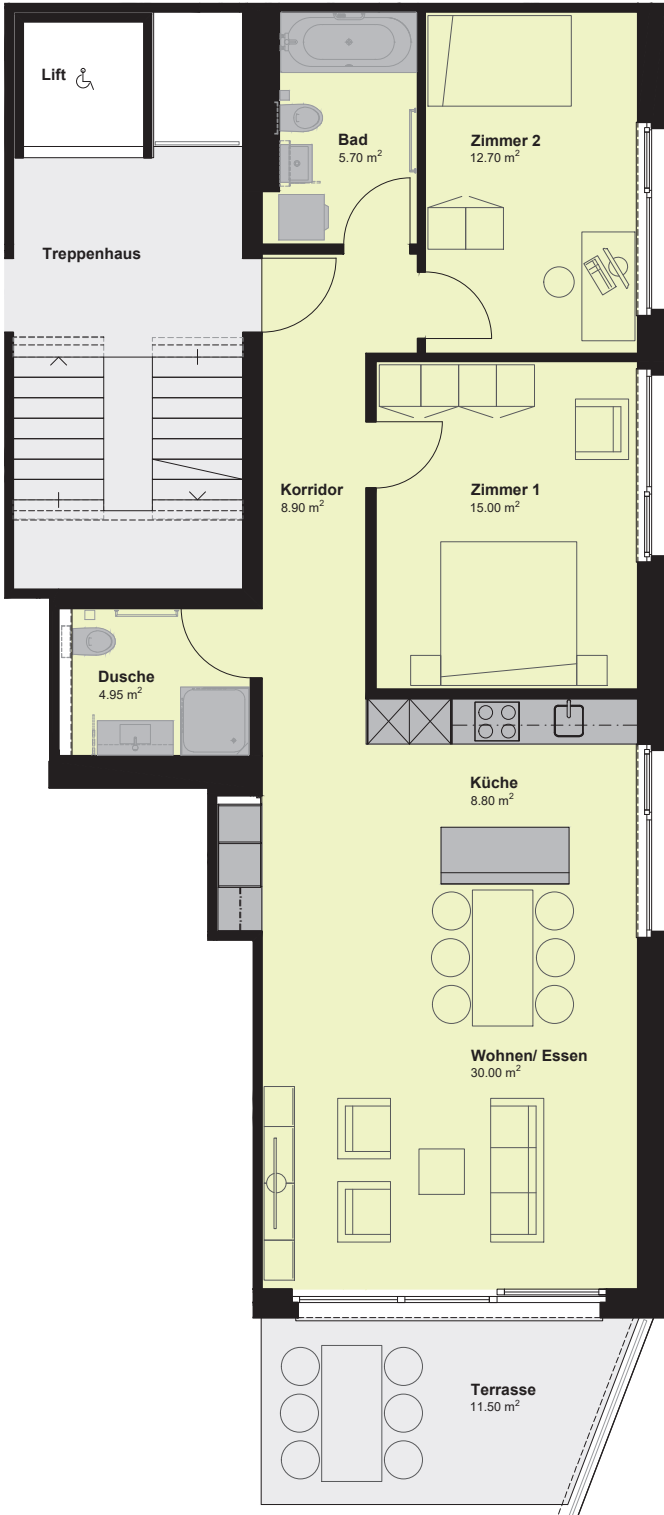 Lift
Bad
5.70 m²
Zimmer 2
12.70 m²
Treppenhaus
Korridor
8.90 m²
Zimmer 1
15.00 m²
Dusche
4.95 m²
Küche
8.80 m²
Wohnen/ Essen
30.00 m²
Terrasse
11.50 m²